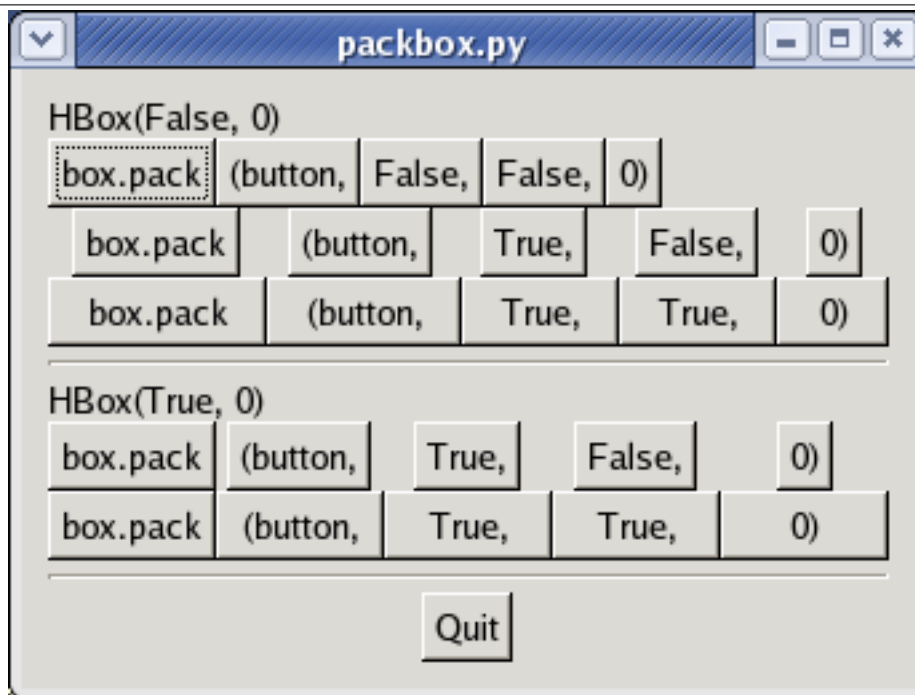 packbox.py
HBox(False, 0)
box.pack (button, False, False, 0)
box.pack (button, True, False, 0)
box.pack (button, True, True, 0)
HBox(True, 0)
box.pack (button, True, False, 0)
box.pack (button, True, True, 0)
Quit